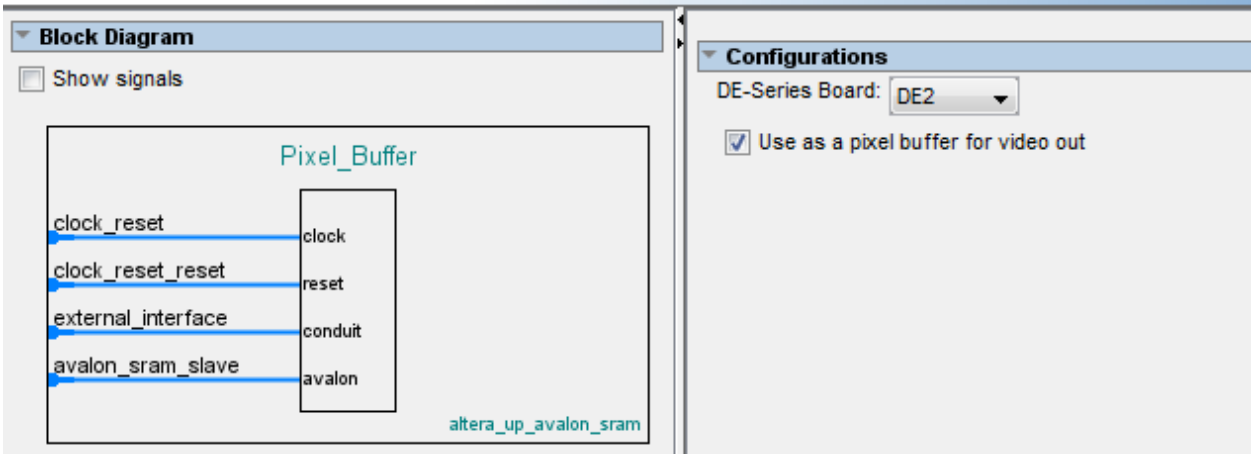 Block Diagram
Show signals
Pixel_Buffer
clock_reset
clock
clock_reset_reset
reset
external_interface
conduit
avalon_sram_slave
avalon
altera_up_avalon_sram
Configurations
DE-Series Board: DE2
Use as a pixel buffer for video out